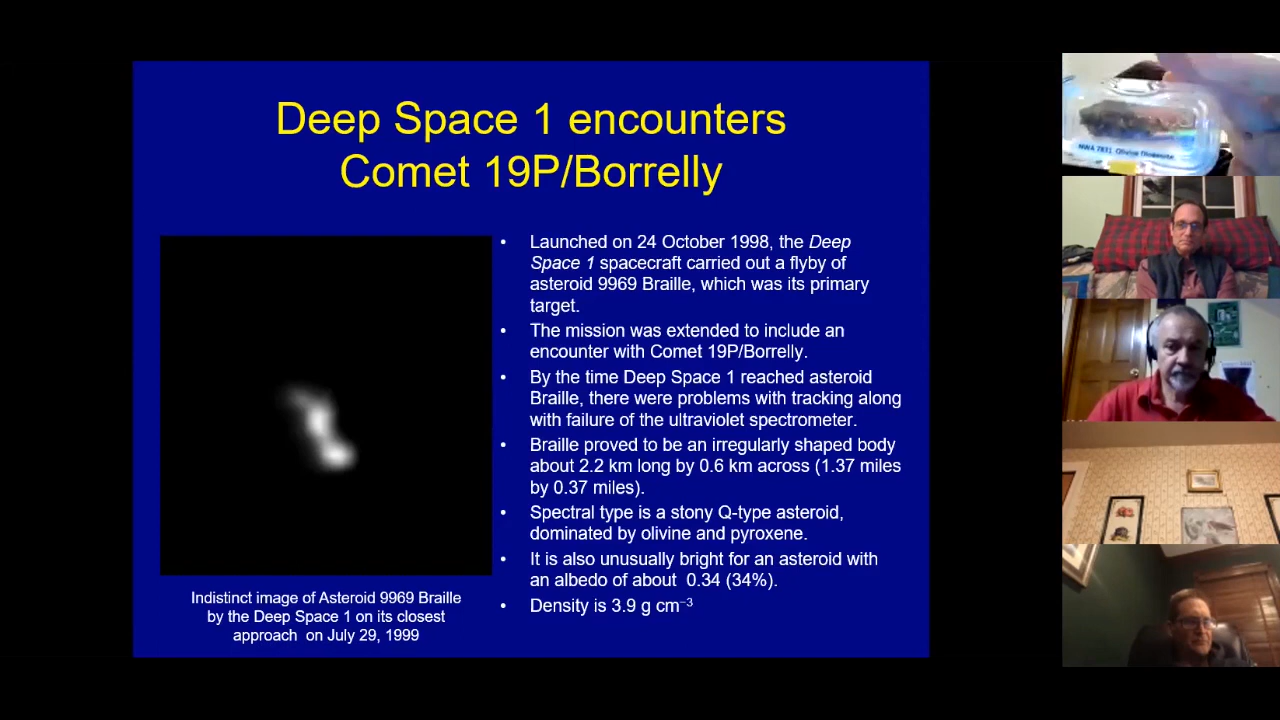 Deep Space 1 encounters
Comet 19P/Borrelly
• Launched on 24 October 1998, the Deep
Space 1 spacecraft carried out a flyby of
asteroid 9969 Braille, which was its primary
target.
• The mission was extended to include an
encounter with Comet 19P/Borrelly.
• By the time Deep Space 1 reached asteroid
Braille, there were problems with tracking along
with failure of the ultraviolet spectrometer.
• Braille proved to be an irregularly shaped body
about 2.2 km long by 0.6 km across (1.37 miles
by 0.37 miles).
• Spectral type is a stony Q-type asteroid,
dominated by olivine and pyroxene.
• It is also unusually bright for an asteroid with
an albedo of about 0.34 (34%).
• Density is 3.9 g cm⁻³
Indistinct image of Asteroid 9969 Braille
by the Deep Space 1 on its closest
approach on July 29, 1999
NWA 7831 Olivine Diogenite